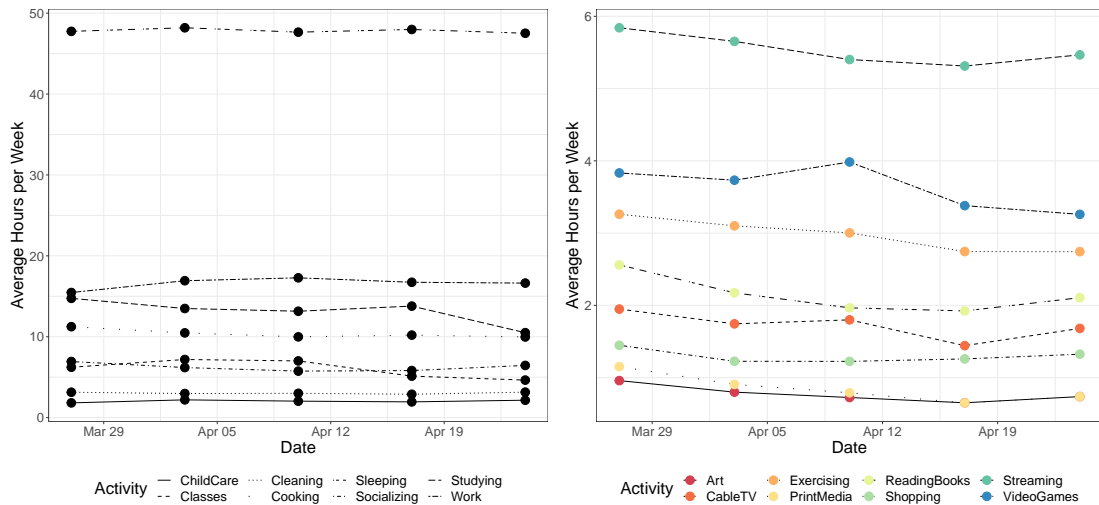 50
40
30
20
10
0
Average Hours per Week
Mar 29 Apr 05 Apr 12 Apr 19
Date
Activity
ChildCare Cleaning Sleeping Studying
Classes Cooking Socializing Work
6
4
2
Average Hours per Week
Mar 29 Apr 05 Apr 12 Apr 19
Date
Activity
Art Exercising ReadingBooks Streaming
CableTV PrintMedia Shopping VideoGames